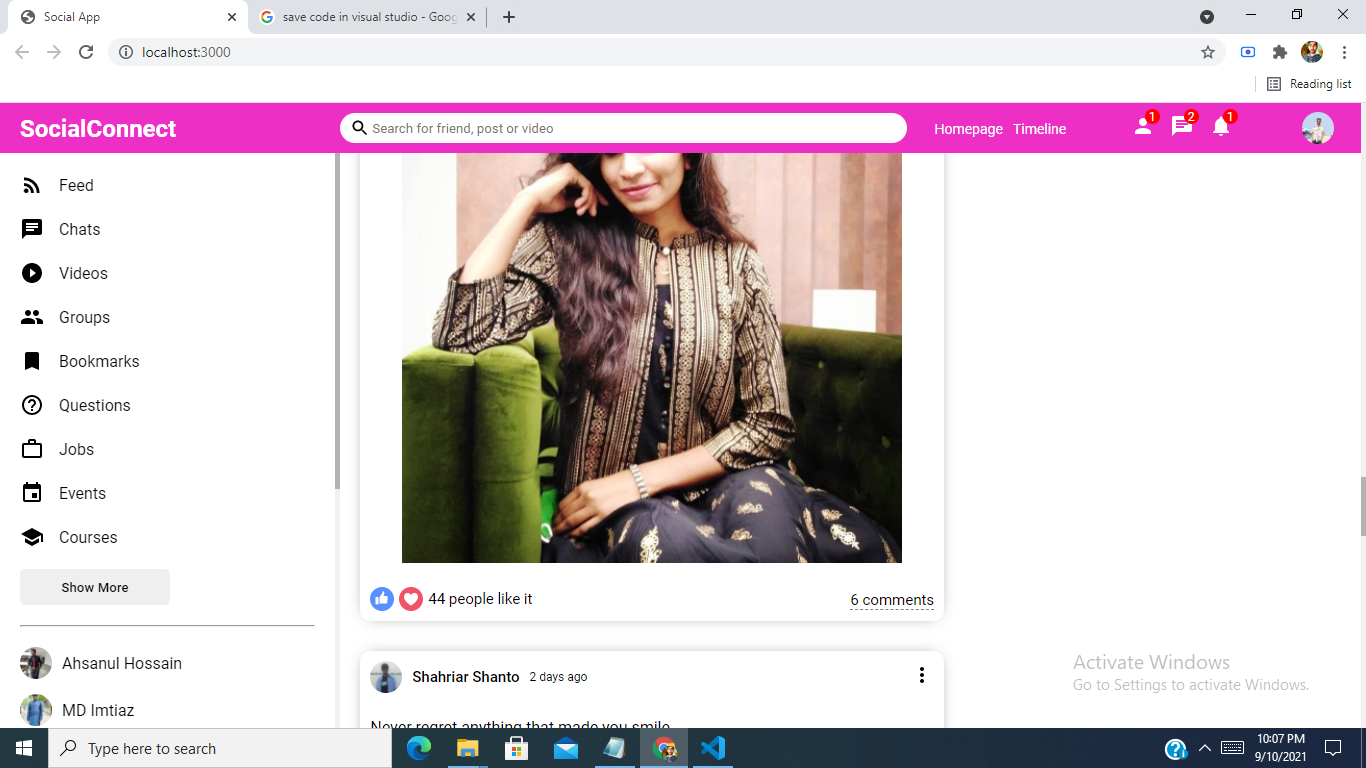 Social App
save code in visual studio - Goog
localhost:3000
Reading list
SocialConnect
Search for friend, post or video
Homepage
Timeline
1
2
1
Feed
Chats
Videos
Groups
Bookmarks
Questions
Jobs
Events
Courses
Show More
Ahsanul Hossain
MD Imtiaz
44 people like it
6 comments
Shahriar Shanto 2 days ago
Never regret anything that made you smile
Activate Windows
Go to Settings to activate Windows.
Type here to search
10:07 PM
9/10/2021